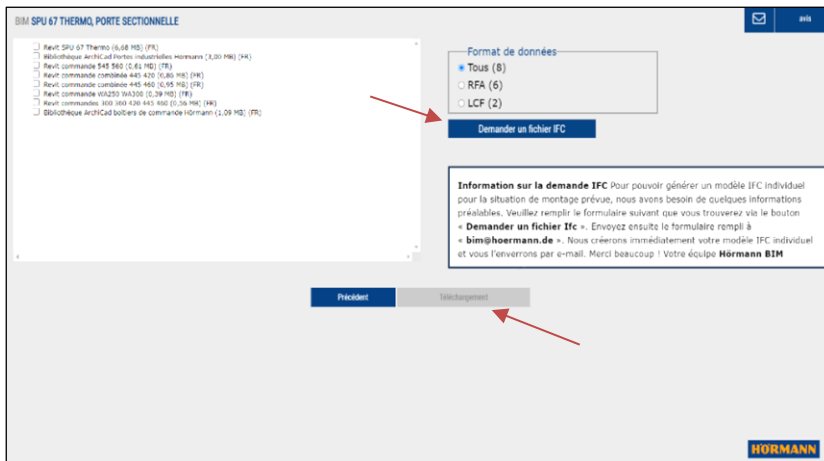 BIM SPU 67 THERMO, PORTE SECTIONNELLE
avis
Revit SPU 67 Thermo (6,68 MB) (FR)
Bibliothèque ArchiCad Portes industrielles Hörmann (3,00 MB) (FR)
Revit commande 545 560 (0,61 MB) (FR)
Revit commande combinée 445 420 (0,86 MB) (FR)
Revit commande combinée 445 460 (0,95 MB) (FR)
Revit commande WA250 WA300 (0,39 MB) (FR)
Revit commandes 300 360 420 445 460 (0,56 MB) (FR)
Bibliothèque ArchiCad boîtiers de commande Hörmann (1,09 MB) (FR)
Format de données
Tous (8)
RFA (6)
LCF (2)
Demander un fichier IFC
Information sur la demande IFC Pour pouvoir générer un modèle IFC individuel
pour la situation de montage prévue, nous avons besoin de quelques informations
préalables. Veuillez remplir le formulaire suivant que vous trouverez via le bouton
« Demander un fichier Ifc ». Envoyez ensuite le formulaire rempli à
« bim@hoermann.de ». Nous créerons immédiatement votre modèle IFC individuel
et vous l'enverrons par e-mail. Merci beaucoup ! Votre équipe Hörmann BIM
Précédent
Téléchargement
HÖRMANN